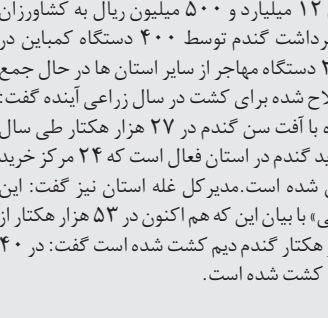 ۱۲ میلیارد و ۵۰۰ میلیون ریال به کشاورزان
برداشت گندم توسط ۴۰۰ دستگاه کمباین در
دستگاه مهاجر از سایر استان ها در حال جمع
شده برای کشت در سال زراعی آینده گفت:
با آفت سن گندم در ۲۷ هزار هکتار طی سال
گندم در استان فعال است که ۲۴ مرکز خرید
شده است.مدیرکل غله استان نیز گفت: این
با بیان این که هم اکنون در ۵۳ هزار هکتار از
هکتار گندم دیم کشت شده است گفت: در ۴۰
کشت شده است.